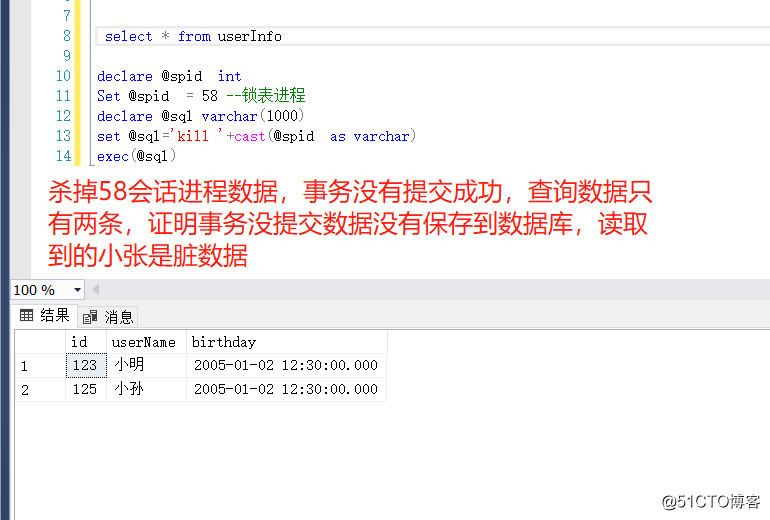 7
8 select * from userInfo
9
10 declare @spid int
11 Set @spid = 58 --锁表进程
12 declare @sql varchar(1000)
13 set @sql='kill '+cast(@spid as varchar)
14 exec(@sql)
杀掉58会话进程数据，事务没有提交成功，查询数据只
有两条，证明事务没提交数据没有保存到数据库，读取
到的小张是脏数据
100 %
结果 消息
id userName birthday
1 123 小明 2005-01-02 12:30:00.000
2 125 小孙 2005-01-02 12:30:00.000
@51CTO博客